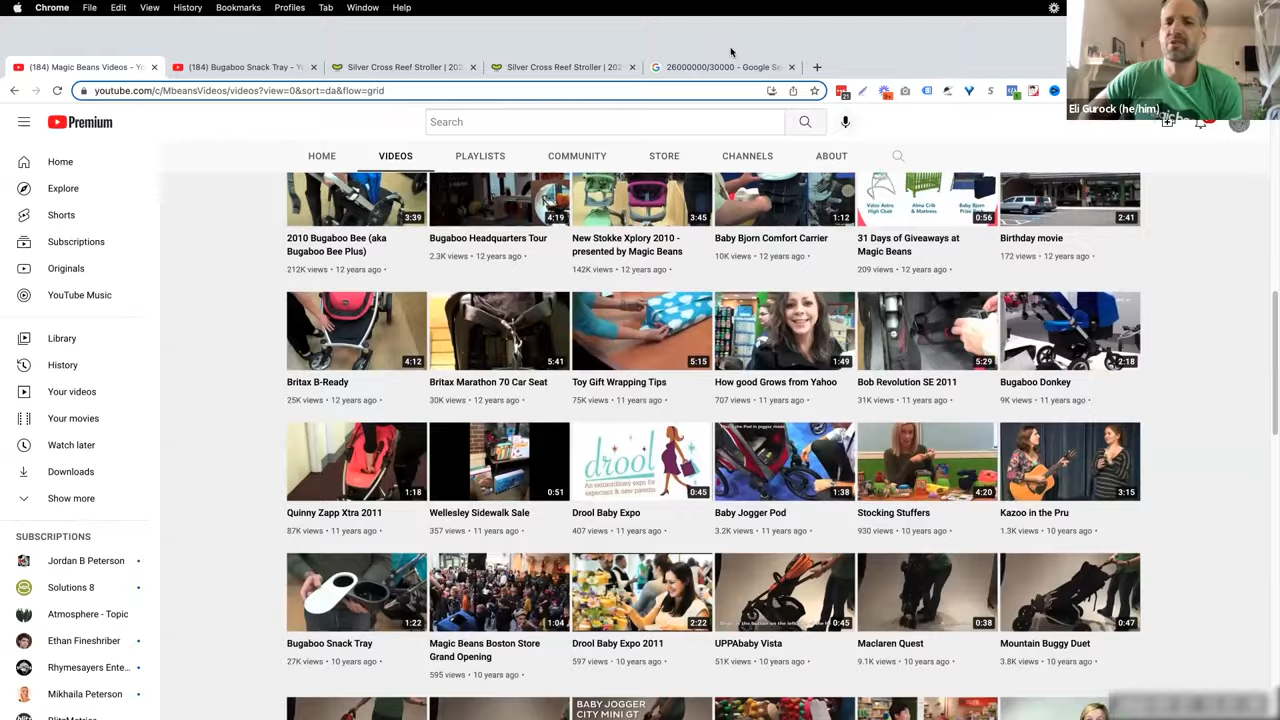 Chrome File Edit View History Bookmarks Profiles Tab Window Help
(184) Magic Beans Videos - Yo
(184) Bugaboo Snack Tray - Yo
Silver Cross Reef Stroller | 202
Silver Cross Reef Stroller | 202
26000000/30000 - Google Se
youtube.com/c/MbeansVideos/videos?view=0&sort=da&flow=grid
Eli Gurock (he/him)
Premium
Search
HOME VIDEOS PLAYLISTS COMMUNITY STORE CHANNELS ABOUT
Home
Explore
Shorts
Subscriptions
Originals
YouTube Music
Library
History
Your videos
Your movies
Watch later
Downloads
Show more
SUBSCRIPTIONS
Jordan B Peterson
Solutions 8
Atmosphere - Topic
Ethan Fineshriber
Rhymesayers Ente...
Mikhaila Peterson
Valco Astro Alma Crib Baby Bjorn
High Chair & Mattress
3:39 4:19 3:45 1:12 0:56 2:41
2010 Bugaboo Bee (aka
Bugaboo Bee Plus)
212K views • 12 years ago •
Bugaboo Headquarters Tour
2.3K views • 12 years ago •
New Stokke Xplory 2010 -
presented by Magic Beans
142K views • 12 years ago •
Baby Bjorn Comfort Carrier
10K views • 12 years ago •
31 Days of Giveaways at
Magic Beans
209 views • 12 years ago •
Birthday movie
172 views • 12 years ago •
4:12 5:41 5:15 1:49 5:29 2:18
Britax B-Ready
25K views • 12 years ago •
Britax Marathon 70 Car Seat
30K views • 12 years ago •
Toy Gift Wrapping Tips
75K views • 11 years ago •
How good Grows from Yahoo
707 views • 11 years ago •
Bob Revolution SE 2011
31K views • 11 years ago •
Bugaboo Donkey
9K views • 11 years ago •
drool
An extraordinary expo for
expectant & new parents
1:18 0:51 0:45 1:38 4:20 3:15
Quinny Zapp Xtra 2011
87K views • 11 years ago •
Wellesley Sidewalk Sale
357 views • 11 years ago •
Drool Baby Expo
407 views • 11 years ago •
Baby Jogger Pod
3.2K views • 11 years ago •
Stocking Stuffers
930 views • 10 years ago •
Kazoo in the Pru
1.3K views • 10 years ago •
1:22 1:04 2:22 0:45 0:38 0:47
Bugaboo Snack Tray
27K views • 10 years ago •
Magic Beans Boston Store
Grand Opening
595 views • 10 years ago •
Drool Baby Expo 2011
597 views • 10 years ago •
UPPAbaby Vista
51K views • 10 years ago •
Maclaren Quest
9.1K views • 10 years ago •
Mountain Buggy Duet
3.8K views • 10 years ago •
BABY JOGGER
CITY MINI GT